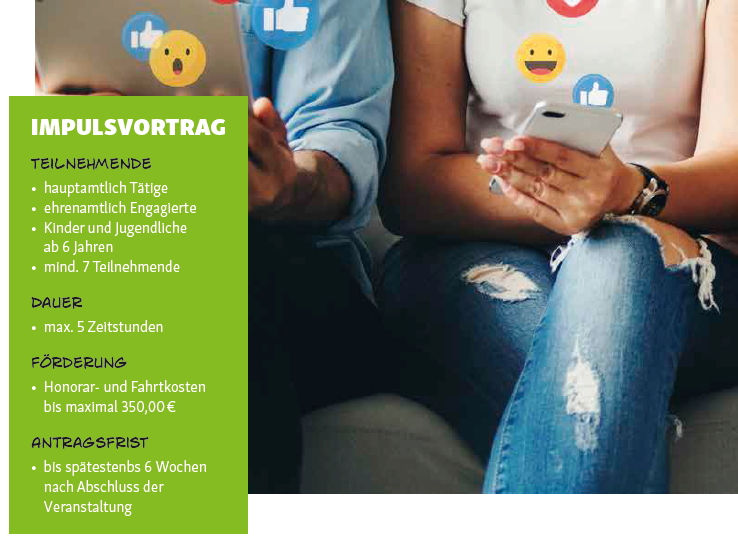 IMPULSVORTRAG
TEILNEHMENDE
• hauptamtlich Tätige
• ehrenamtlich Engagierte
• Kinder und Jugendliche
ab 6 Jahren
• mind. 7 Teilnehmende
DAUER
• max. 5 Zeitstunden
FÖRDERUNG
• Honorar- und Fahrtkosten
bis maximal 350,00 €
ANTRAGSFRIST
• bis spätestenbs 6 Wochen
nach Abschluss der
Veranstaltung